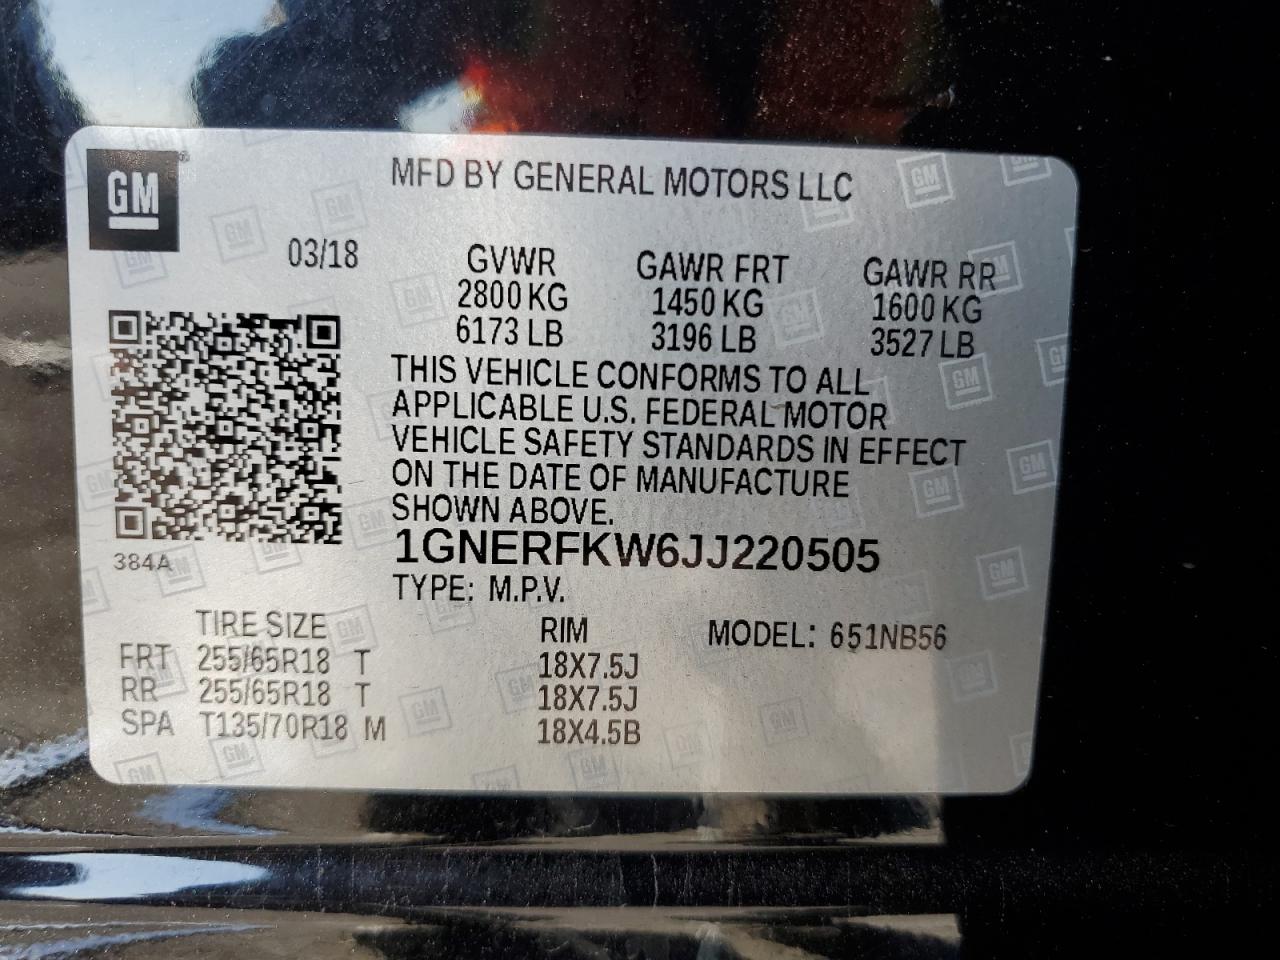 GM
MFD BY GENERAL MOTORS LLC
03/18
GVWR GAWR FRT GAWR RR
2800 KG 1450 KG 1600 KG
6173 LB 3196 LB 3527 LB
THIS VEHICLE CONFORMS TO ALL
APPLICABLE U.S. FEDERAL MOTOR
VEHICLE SAFETY STANDARDS IN EFFECT
ON THE DATE OF MANUFACTURE
SHOWN ABOVE.
384A
1GNERFKW6JJ220505
TYPE: M.P.V.
TIRE SIZE RIM MODEL: 651NB56
FRT 255/65R18 T 18X7.5J
RR 255/65R18 T 18X7.5J
SPA T135/70R18 M 18X4.5B